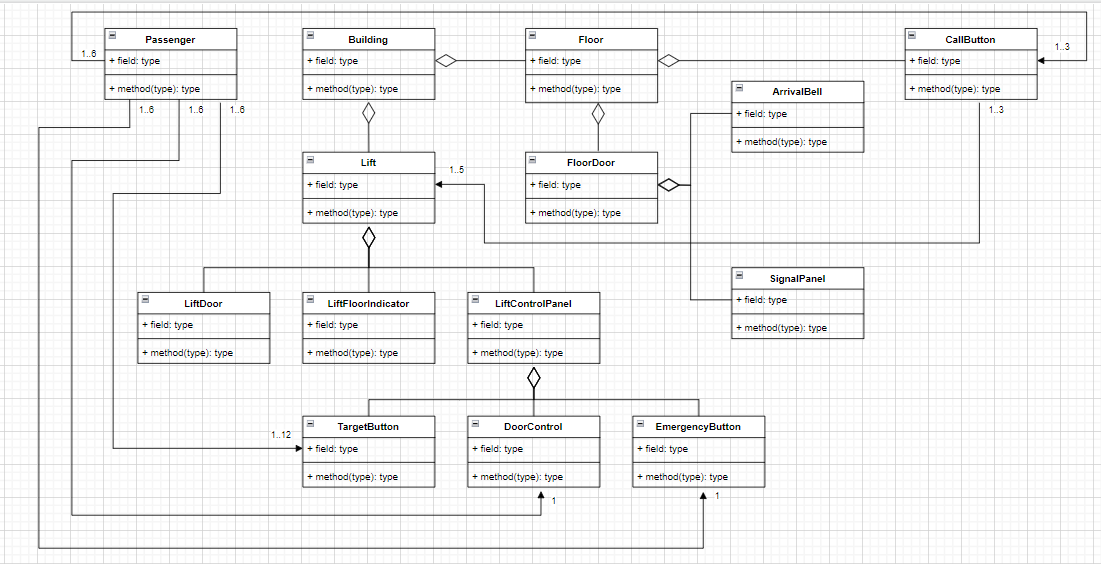 Passenger
+ field: type
+ method(type): type
Building
+ field: type
+ method(type): type
Floor
+ field: type
+ method(type): type
CallButton
+ field: type
+ method(type): type
1..6
1..3
ArrivalBell
+ field: type
+ method(type): type
1..6
1..6
1..6
1..3
Lift
+ field: type
+ method(type): type
1..5
FloorDoor
+ field: type
+ method(type): type
SignalPanel
+ field: type
+ method(type): type
LiftDoor
+ field: type
+ method(type): type
LiftFloorIndicator
+ field: type
+ method(type): type
LiftControlPanel
+ field: type
+ method(type): type
1..12
TargetButton
+ field: type
+ method(type): type
DoorControl
+ field: type
+ method(type): type
EmergencyButton
+ field: type
+ method(type): type
1
1